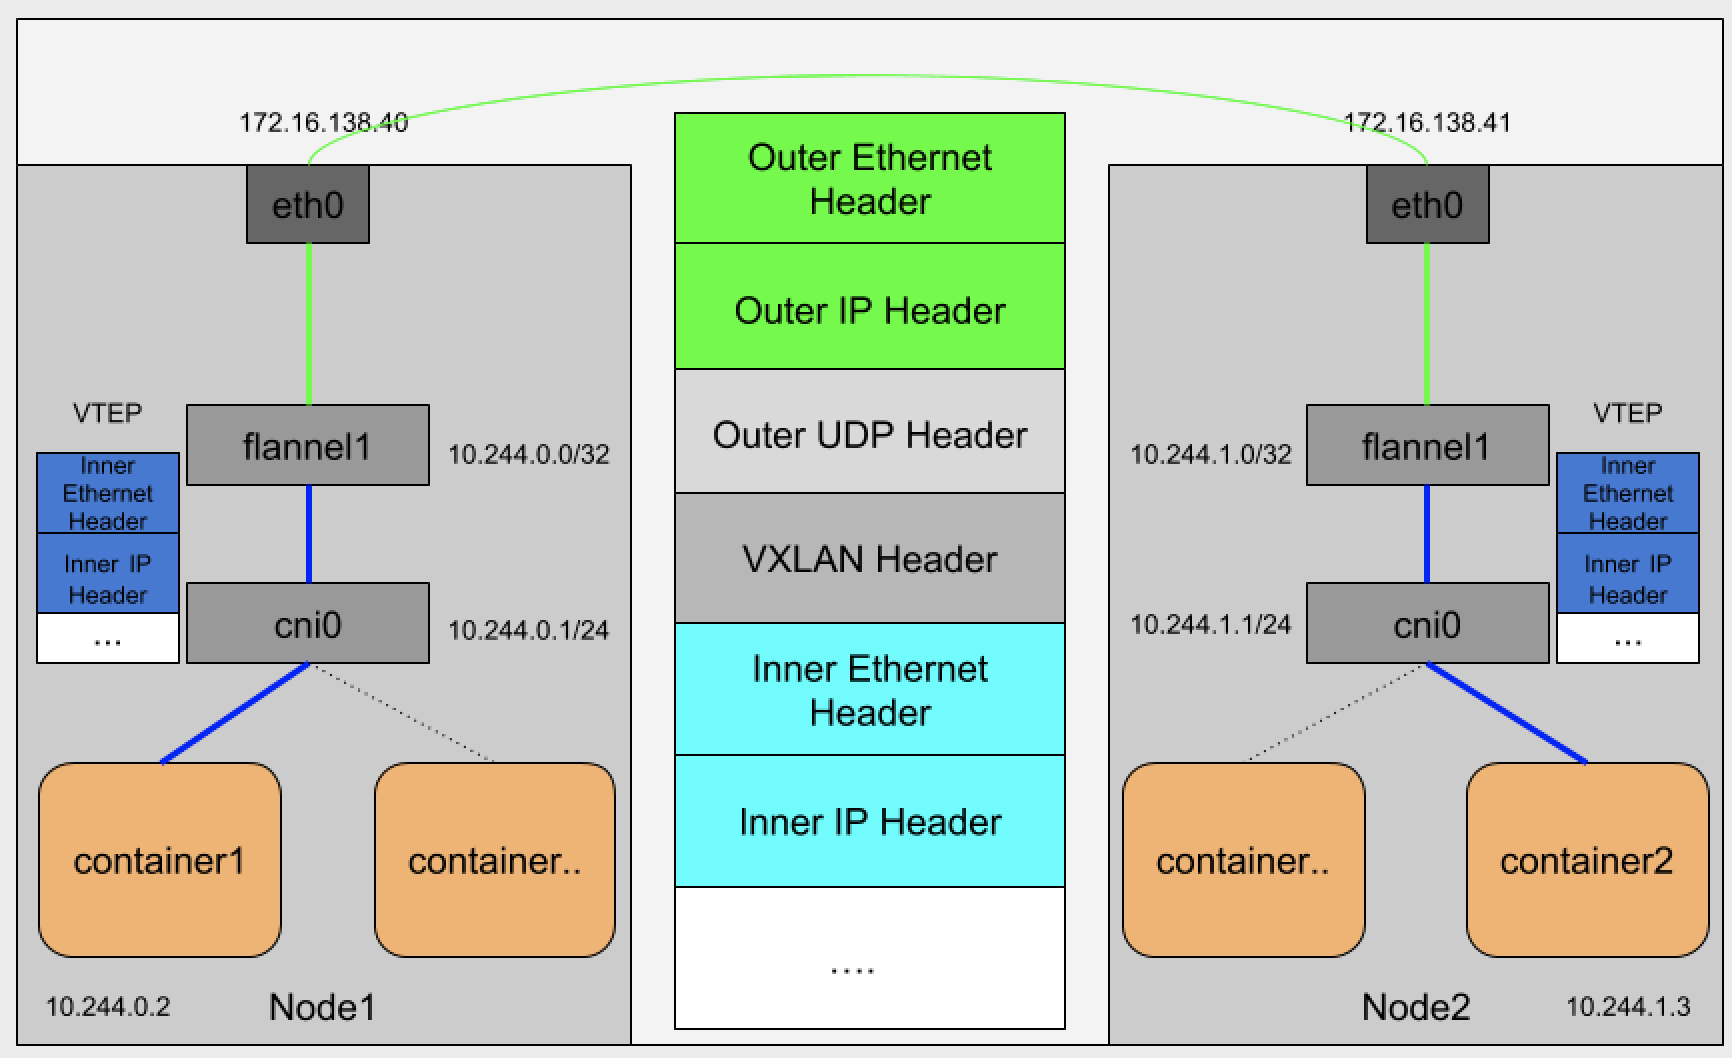 172.16.138.40
172.16.138.41
eth0
eth0
Outer Ethernet
Header
Outer IP Header
Outer UDP Header
VXLAN Header
Inner Ethernet
Header
Inner IP Header
....
VTEP
flannel1
10.244.0.0/32
Inner
Ethernet
Header
Inner IP
Header
...
cni0
10.244.0.1/24
container1
container..
10.244.0.2
Node1
10.244.1.0/32
flannel1
VTEP
Inner
Ethernet
Header
Inner IP
Header
...
10.244.1.1/24
cni0
container..
container2
Node2
10.244.1.3